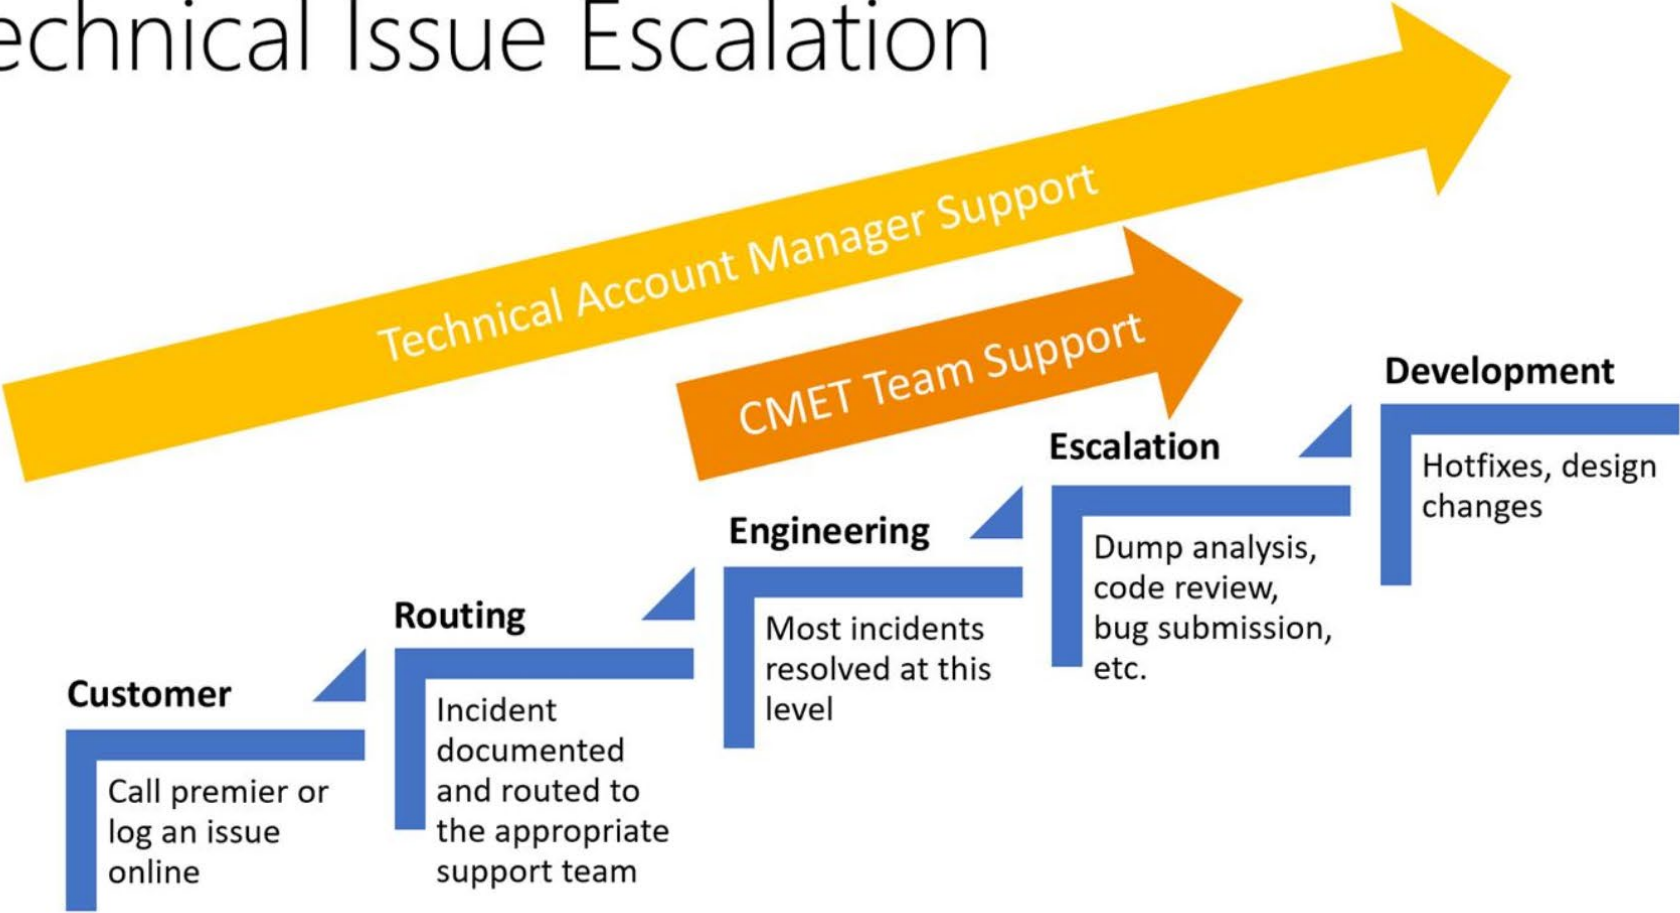 echnical Issue Escalation
Technical Account Manager Support
CMET Team Support
Customer
Call premier or
log an issue
online
Routing
Incident
documented
and routed to
the appropriate
support team
Engineering
Most incidents
resolved at this
level
Escalation
Dump analysis,
code review,
bug submission,
etc.
Development
Hotfixes, design
changes